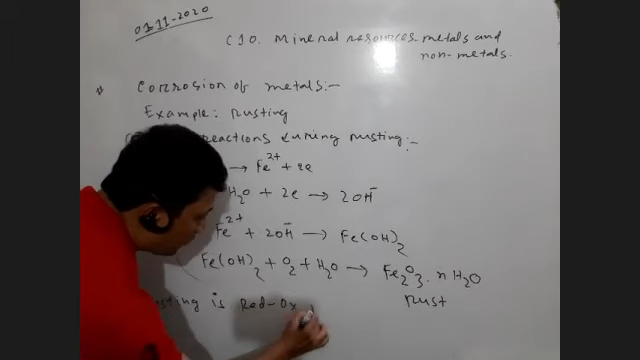 01-11-2020
C10. Mineral resources-metals and
non-metals.
Corrosion of metals:-
Example: Rusting
reactions during rusting:-
→ Fe²⁺ + 2e
H₂O + 2e → 2OH⁻
Fe²⁺ + 2OH⁻ → Fe(OH)₂
Fe(OH)₂ + O₂ + H₂O → Fe₂O₃. n H₂O
Rust
is Red-Ox